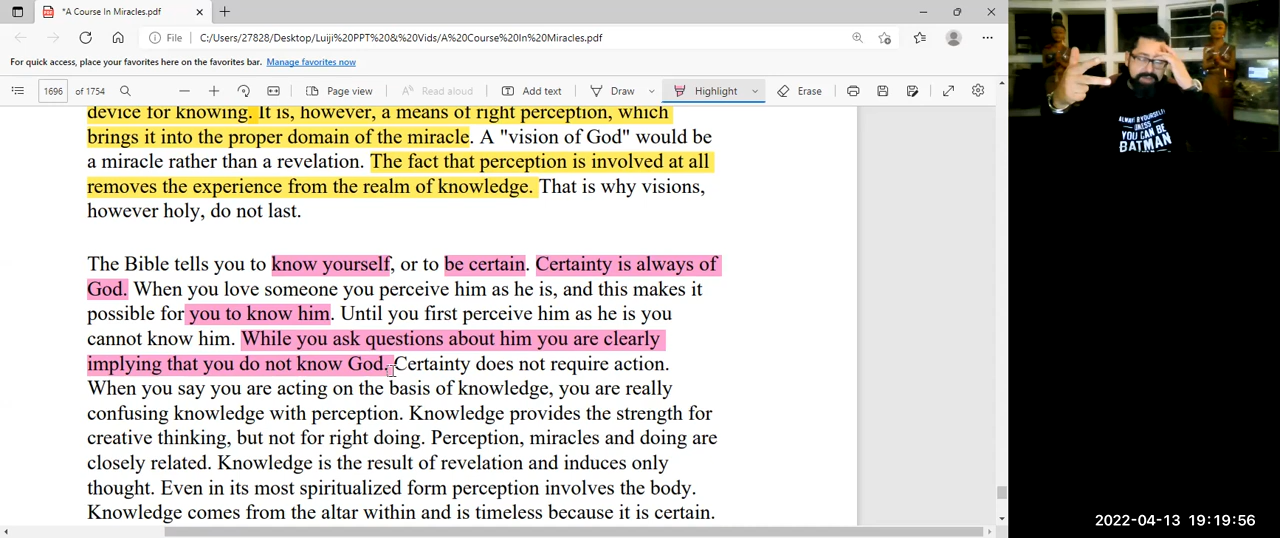 *A Course In Miracles.pdf
File C:/Users/27828/Desktop/Luiji%20PPT%20&%20Vids/A%20Course%20In%20Miracles.pdf
For quick access, place your favorites here on the favorites bar. Manage favorites now
1696 of 1754 Page view Read aloud Add text Draw Highlight Erase
device for knowing. It is, however, a means of right perception, which
brings it into the proper domain of the miracle. A "vision of God" would be
a miracle rather than a revelation. The fact that perception is involved at all
removes the experience from the realm of knowledge. That is why visions,
however holy, do not last.
The Bible tells you to know yourself, or to be certain. Certainty is always of
God. When you love someone you perceive him as he is, and this makes it
possible for you to know him. Until you first perceive him as he is you
cannot know him. While you ask questions about him you are clearly
implying that you do not know God. Certainty does not require action.
When you say you are acting on the basis of knowledge, you are really
confusing knowledge with perception. Knowledge provides the strength for
creative thinking, but not for right doing. Perception, miracles and doing are
closely related. Knowledge is the result of revelation and induces only
thought. Even in its most spiritualized form perception involves the body.
Knowledge comes from the altar within and is timeless because it is certain.
ALWAYS BE YOURSELF
UNLESS
YOU CAN BE
BATMAN
2022-04-13 19:19:56